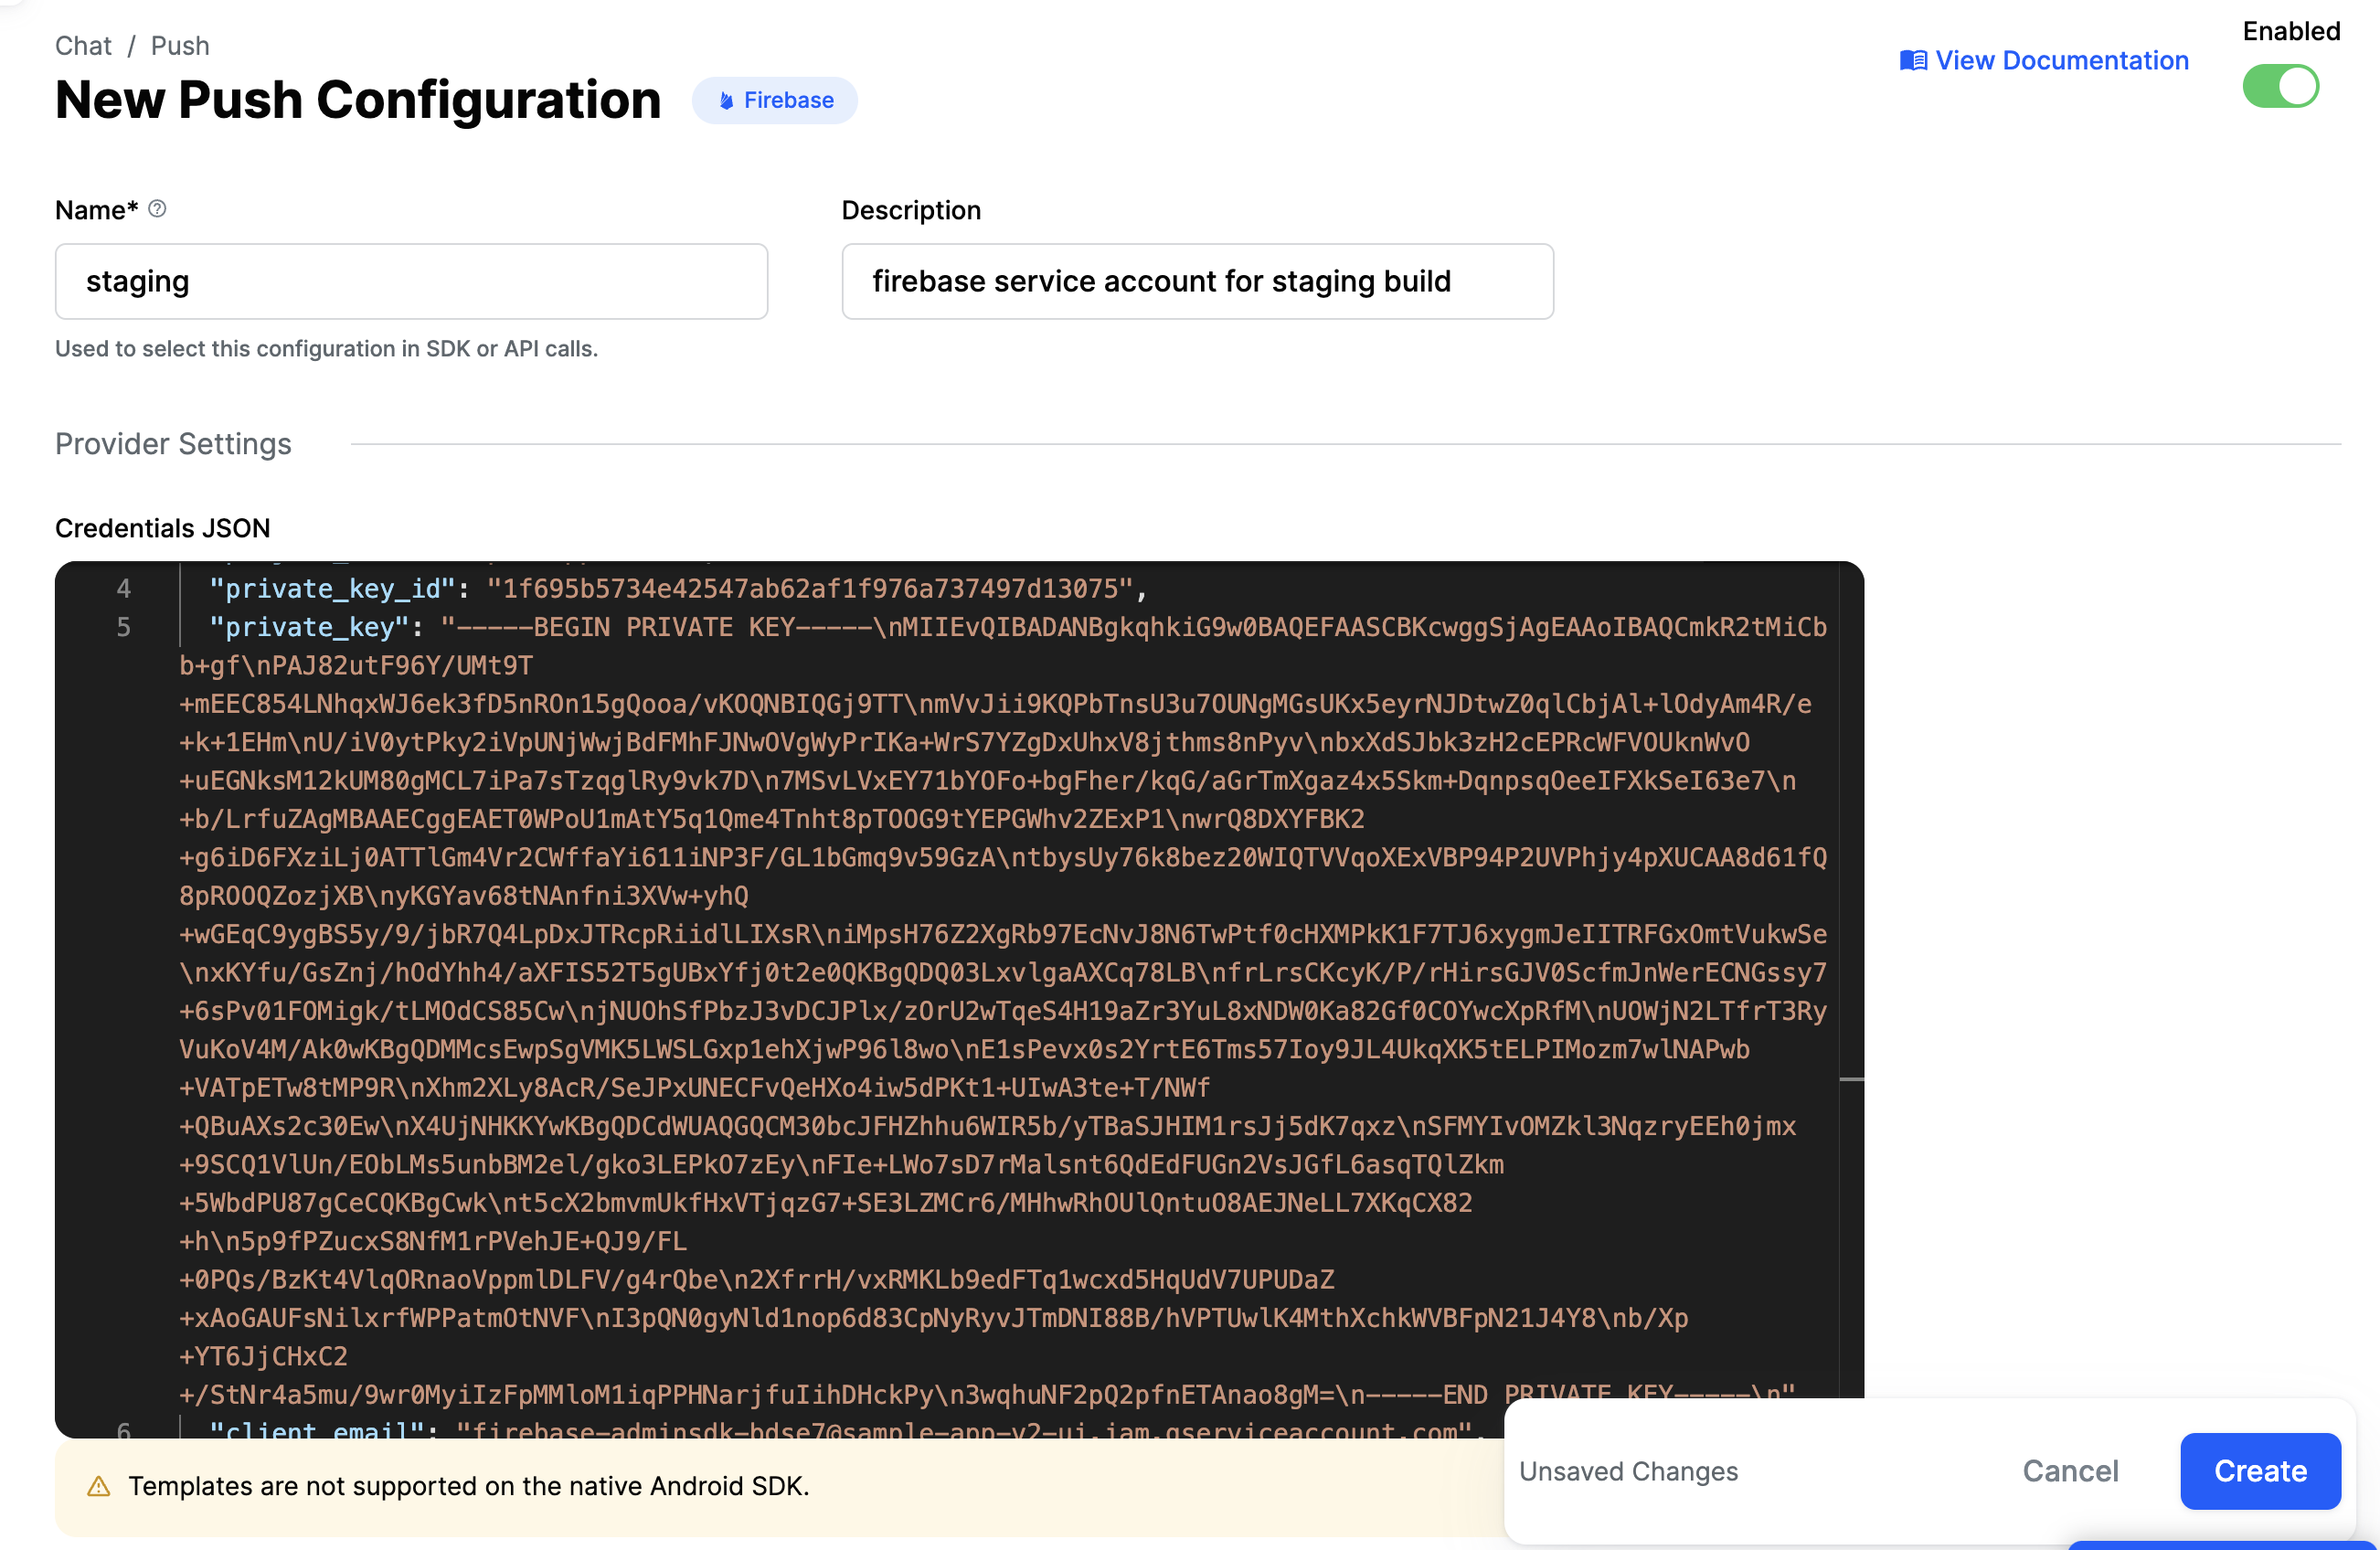 Chat / Push
New Push Configuration
Firebase
View Documentation
Enabled
Name*
Description
staging
firebase service account for staging build
Used to select this configuration in SDK or API calls.
Provider Settings
Credentials JSON
4 "private_key_id": "1f695b5734e42547ab62af1f976a737497d13075",
5 "private_key": "-----BEGIN PRIVATE KEY-----\nMIIEvQIBADANBgkqhkiG9w0BAQEFAASCBKcwggSjAgEAAoIBAQCmkR2tMiCb
b+gf\nPAJ82utF96Y/UMt9T
+mEEC854LNhqxWJ6ek3fD5nROn15gQooa/vKOQNBIQGj9TT\nmVvJii9KQPbTnsU3u7OUNgMGsUKx5eyrNJDtwZ0qlCbjAl+lOdyAm4R/e
+k+1EHm\nU/iV0ytPky2iVpUNjWwjBdFMhFJNwOVgWyPrIKa+WrS7YZgDxUhxV8jthms8nPyv\nbxXdSJbk3zH2cEPRcWFVOUknWvO
+uEGNksM12kUM80gMCL7iPa7sTzqglRy9vk7D\n7MSvLVxEY71bYOFo+bgFher/kqG/aGrTmXgaz4x5Skm+DqnpsqOeeIFXkSeI63e7\n
+b/LrfuZAgMBAAECggEAET0WPoU1mAtY5q1Qme4Tnht8pTOOG9tYEPGWhv2ZExP1\nwrQ8DXYFBK2
+g6iD6FXziLj0ATTlGm4Vr2CWffaYi611iNP3F/GL1bGmq9v59GzA\ntbysUy76k8bez20WIQTVVqoXExVBP94P2UVPhjy4pXUCAA8d61fQ
8pROOQZozjXB\nyKGYav68tNAnfni3XVw+yhQ
+wGEqC9ygBS5y/9/jbR7Q4LpDxJTRcpRiidlLIXsR\niMpsH76Z2XgRb97EcNvJ8N6TwPtf0cHXMPkK1F7TJ6xygmJeIITRFGxOmtVukwSe
\nxKYfu/GsZnj/hOdYhh4/aXFIS52T5gUBxYfj0t2e0QKBgQDQ03LxvlgaAXCq78LB\nfrLrsCKcyK/P/rHirsGJV0ScfmJnWerECNGssy7
+6sPv01FOMigk/tLMOdCS85Cw\njNUOhSfPbzJ3vDCJPlx/zOrU2wTqeS4H19aZr3YuL8xNDW0Ka82Gf0COYwcXpRfM\nUOWjN2LTfrT3Ry
VuKoV4M/Ak0wKBgQDMMcsEwpSgVMK5LWSLGxp1ehXjwP96l8wo\nE1sPevx0s2YrtE6Tms57Ioy9JL4UkqXK5tELPIMozm7wlNAPwb
+VATpETw8tMP9R\nXhm2XLy8AcR/SeJPxUNECFvQeHXo4iw5dPKt1+UIwA3te+T/NWf
+QBuAXs2c30Ew\nX4UjNHKKYwKBgQDCdWUAQGQCM30bcJFHZhhu6WIR5b/yTBaSJHIM1rsJj5dK7qxz\nSFMYIvOMZkl3NqzryEEh0jmx
+9SCQ1VlUn/EObLMs5unbBM2el/gko3LEPkO7zEy\nFIe+LWo7sD7rMalsnt6QdEdFUGn2VsJGfL6asqTQlZkm
+5WbdPU87gCeCQKBgCwk\nt5cX2bmvmUkfHxVTjqzG7+SE3LZMCr6/MHhwRhOUlQntuO8AEJNeLL7XKqCX82
+h\n5p9fPZucxS8NfM1rPVehJE+QJ9/FL
+0PQs/BzKt4VlqORnaoVppmlDLFV/g4rQbe\n2XfrrH/vxRMKLb9edFTq1wcxd5HqUdV7UPUDaZ
+xAoGAUFsNilxrfWPPatmOtNVF\nI3pQN0gyNld1nop6d83CpNyRyvJTmDNI88B/hVPTUwlK4MthXchkWVBFpN21J4Y8\nb/Xp
+YT6JjCHxC2
+/StNr4a5mu/9wr0MyiIzFpMMloM1iqPPHNarjfuIihDHckPy\n3wqhuNF2pQ2pfnETAnao8gM=\n-----END PRIVATE KEY-----\n"
6 "client_email": "firebase-adminsdk-hdse7@sample-app-v2-ui.iam.gserviceaccount.com",
Templates are not supported on the native Android SDK.
Unsaved Changes
Cancel
Create